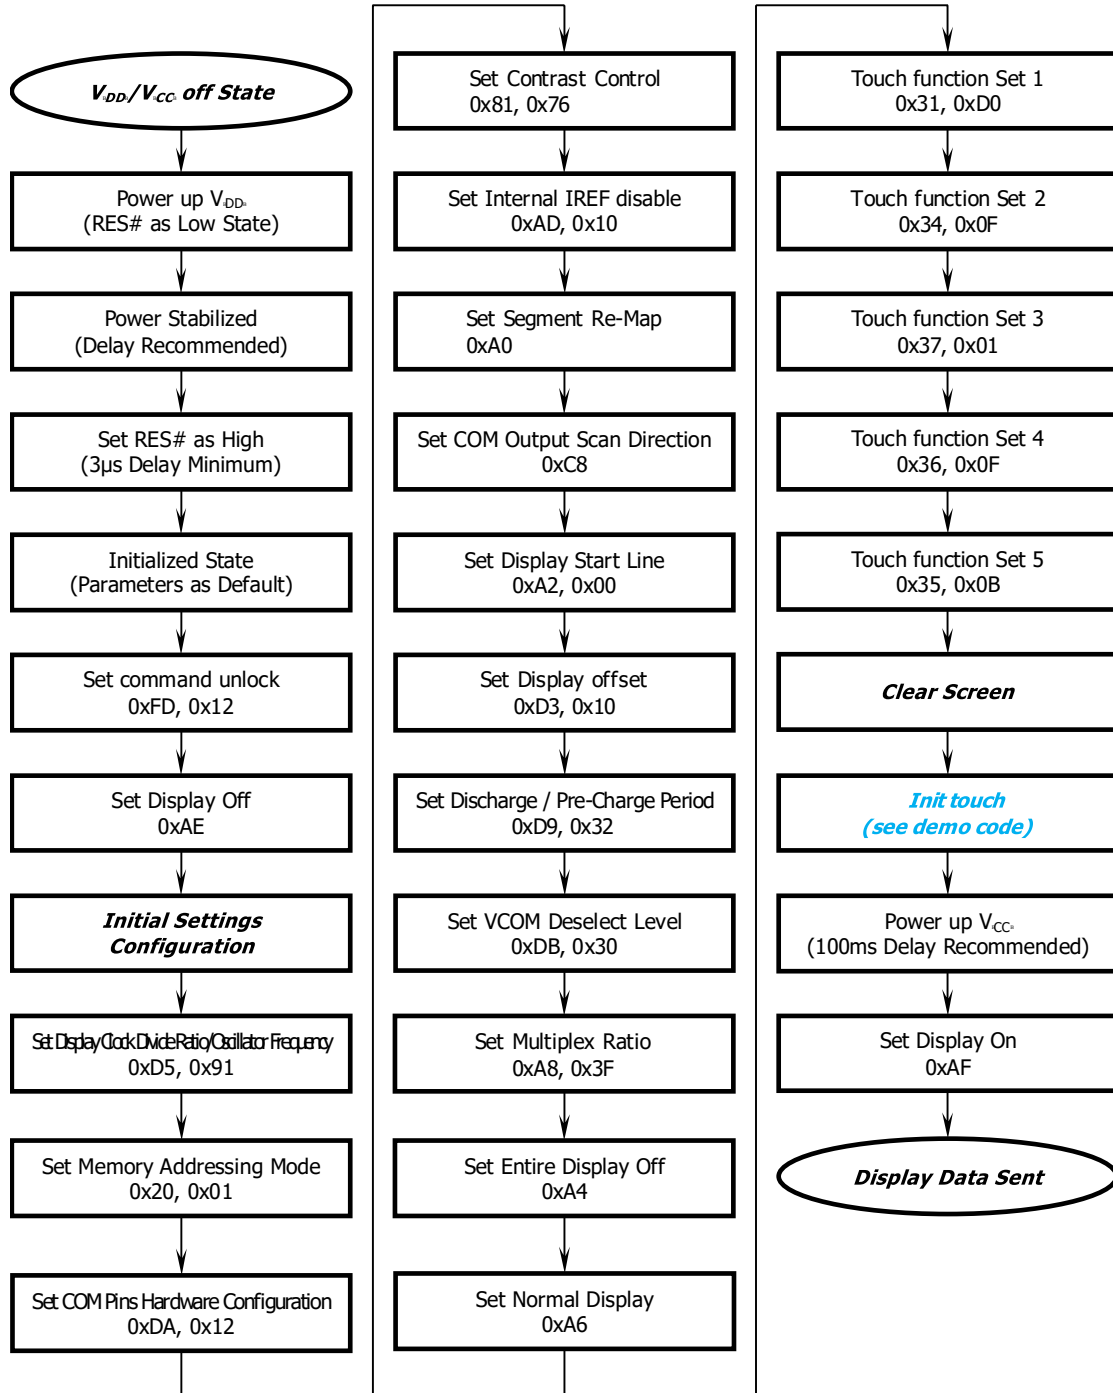 VDD/VCC off State
Power up VDD
(RES# as Low State)
Power Stabilized
(Delay Recommended)
Set RES# as High
(3μs Delay Minimum)
Initialized State
(Parameters as Default)
Set command unlock
0xFD, 0x12
Set Display Off
0xAE
Initial Settings
Configuration
Set Display Clock Divide Ratio/Oscillator Frequency
0xD5, 0x91
Set Memory Addressing Mode
0x20, 0x01
Set COM Pins Hardware Configuration
0xDA, 0x12
Set Contrast Control
0x81, 0x76
Set Internal IREF disable
0xAD, 0x10
Set Segment Re-Map
0xA0
Set COM Output Scan Direction
0xC8
Set Display Start Line
0xA2, 0x00
Set Display offset
0xD3, 0x10
Set Discharge / Pre-Charge Period
0xD9, 0x32
Set VCOM Deselect Level
0xDB, 0x30
Set Multiplex Ratio
0xA8, 0x3F
Set Entire Display Off
0xA4
Set Normal Display
0xA6
Touch function Set 1
0x31, 0xD0
Touch function Set 2
0x34, 0x0F
Touch function Set 3
0x37, 0x01
Touch function Set 4
0x36, 0x0F
Touch function Set 5
0x35, 0x0B
Clear Screen
Init touch
(see demo code)
Power up VCC
(100ms Delay Recommended)
Set Display On
0xAF
Display Data Sent